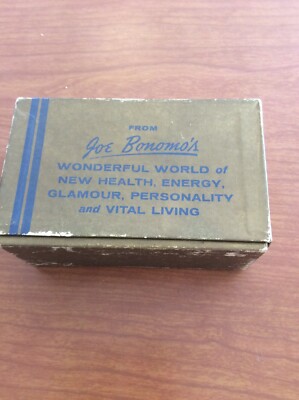 FROM
Joe Bonomo's
WONDERFUL WORLD of
NEW HEALTH, ENERGY,
GLAMOUR, PERSONALITY
and VITAL LIVING